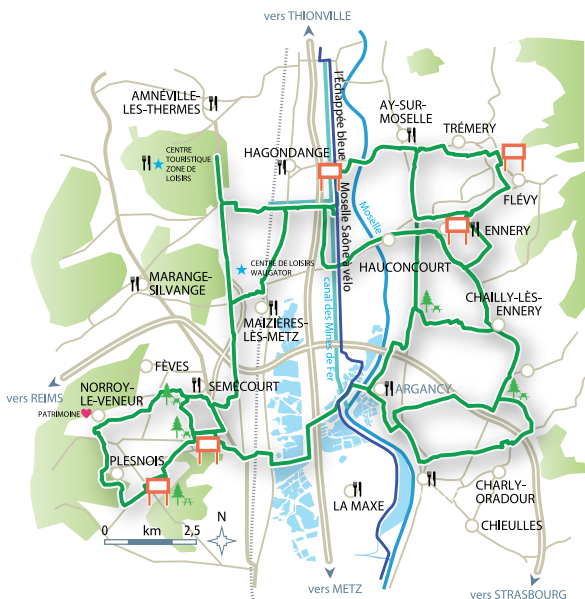 vers THIONVILLE
AMNÉVILLE-
LES-THERMES
l'Échappée bleue
Moselle Saône à vélo
AY-SUR-
MOSELLE
TRÉMERY
CENTRE
TOURISTIQUE
ZONE DE
LOISIRS
HAGONDANGE
FLÉVY
Moselle
ENNERY
HAUCONCOURT
CENTRE DE LOISIRS
WALIGATOR
MARANGE-
SILVANGE
canal des Mines de Fer
CHAILLY-LÈS-
ENNERY
MAIZIÈRES-
LÈS-METZ
FÈVES
vers REIMS
NORROY-
LE-VENEUR
SEMÉCOURT
ARGANCY
PATRIMOINE
PLESNOIS
CHARLY-
ORADOUR
LA MAXE
CHIEULLES
N
0 km 2,5
vers METZ
vers STRASBOURG